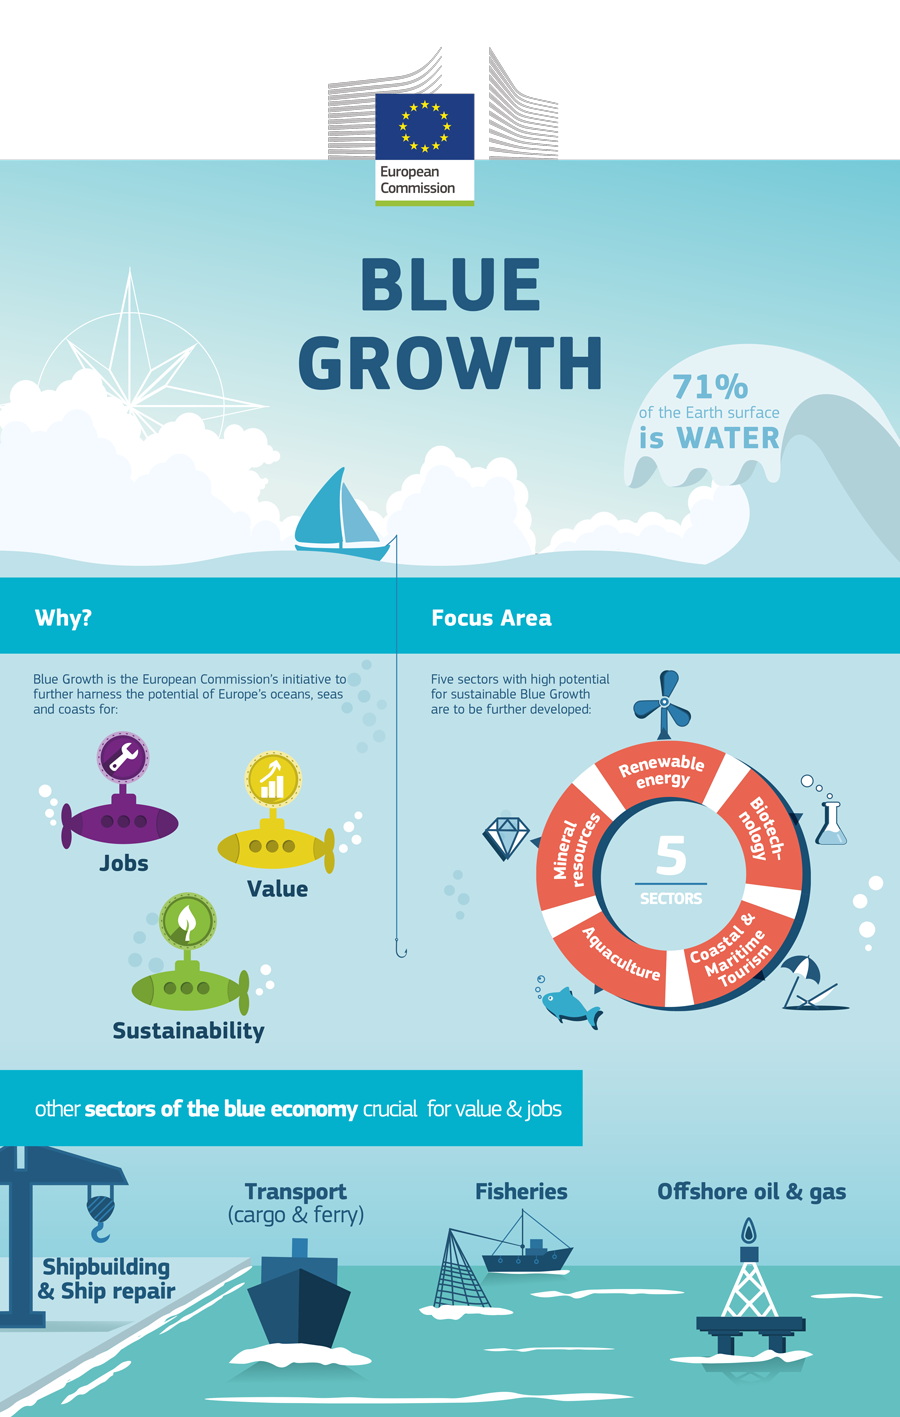 European
Commission
BLUE
GROWTH
71%
of the Earth surface
is WATER
Why?
Focus Area
Blue Growth is the European Commission's initiative to
further harness the potential of Europe's oceans, seas
and coasts for:
Jobs
Value
Sustainability
Five sectors with high potential
for sustainable Blue Growth
are to be further developed:
Renewable
energy
Biotech-
nology
Coastal &
Maritime
Tourism
Aquaculture
Mineral
resources
5
SECTORS
other sectors of the blue economy crucial for value & jobs
Shipbuilding
& Ship repair
Transport
(cargo & ferry)
Fisheries
Offshore oil & gas